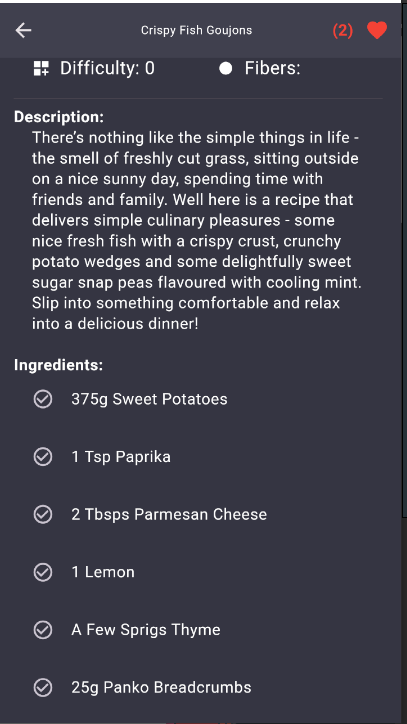 Crispy Fish Goujons
(2)
Difficulty: 0
Fibers:
Description:
There's nothing like the simple things in life -
the smell of freshly cut grass, sitting outside
on a nice sunny day, spending time with
friends and family. Well here is a recipe that
delivers simple culinary pleasures - some
nice fresh fish with a crispy crust, crunchy
potato wedges and some delightfully sweet
sugar snap peas flavoured with cooling mint.
Slip into something comfortable and relax
into a delicious dinner!
Ingredients:
375g Sweet Potatoes
1 Tsp Paprika
2 Tbsps Parmesan Cheese
1 Lemon
A Few Sprigs Thyme
25g Panko Breadcrumbs